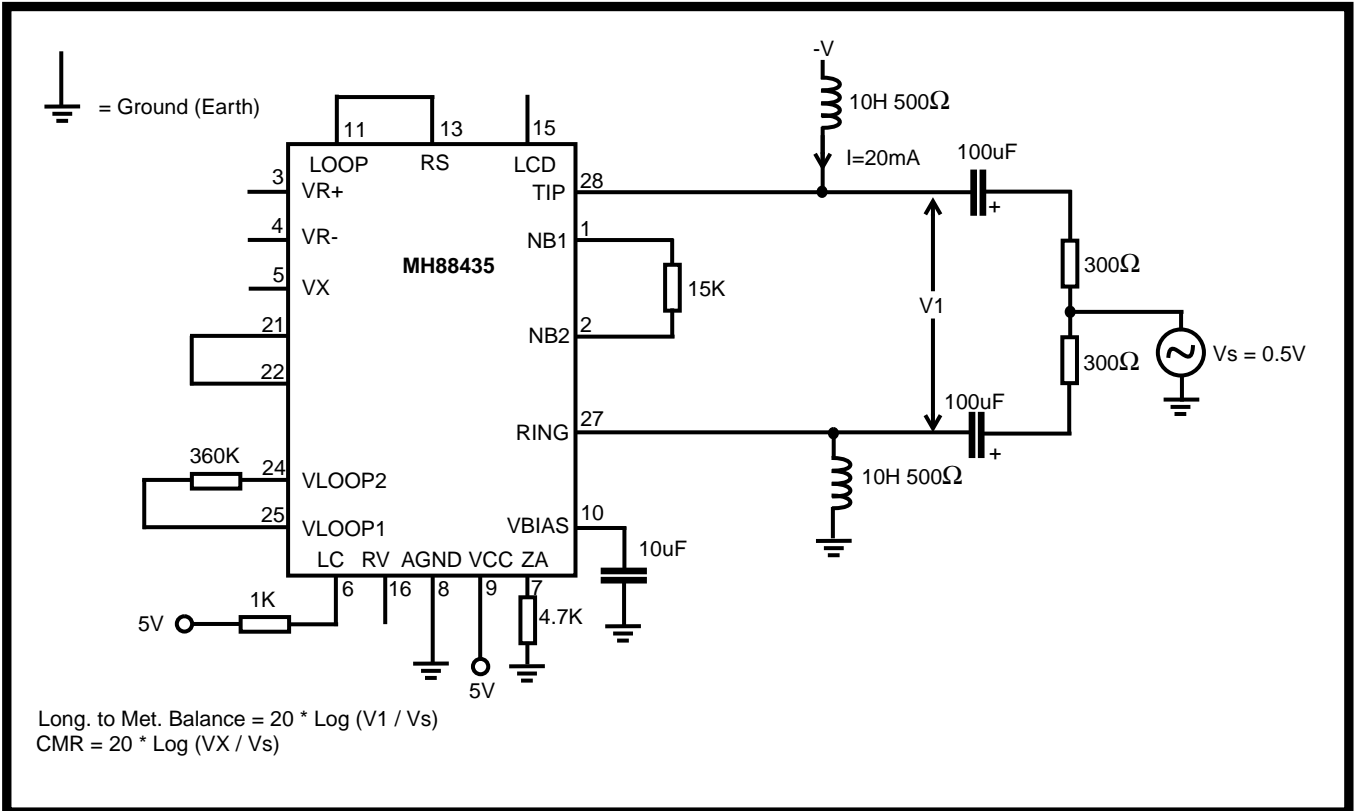 -V
= Ground (Earth)
10H 500Ω
11
13
15
I=20mA
100uF
LOOP
RS
LCD
3
VR+
TIP
28
+
4
VR-
NB1
1
MH88435
300Ω
5
VX
15K
V1
21
NB2
2
Vs = 0.5V
300Ω
22
100uF
RING
27
360K
24
VLOOP2
10H 500Ω
+
25
VLOOP1
VBIAS
10
10uF
LC
RV
AGND
VCC
ZA
6
16
8
9
7
1K
5V
4.7K
5V
Long. to Met. Balance = 20 * Log (V1 / Vs)
CMR = 20 * Log (VX / Vs)